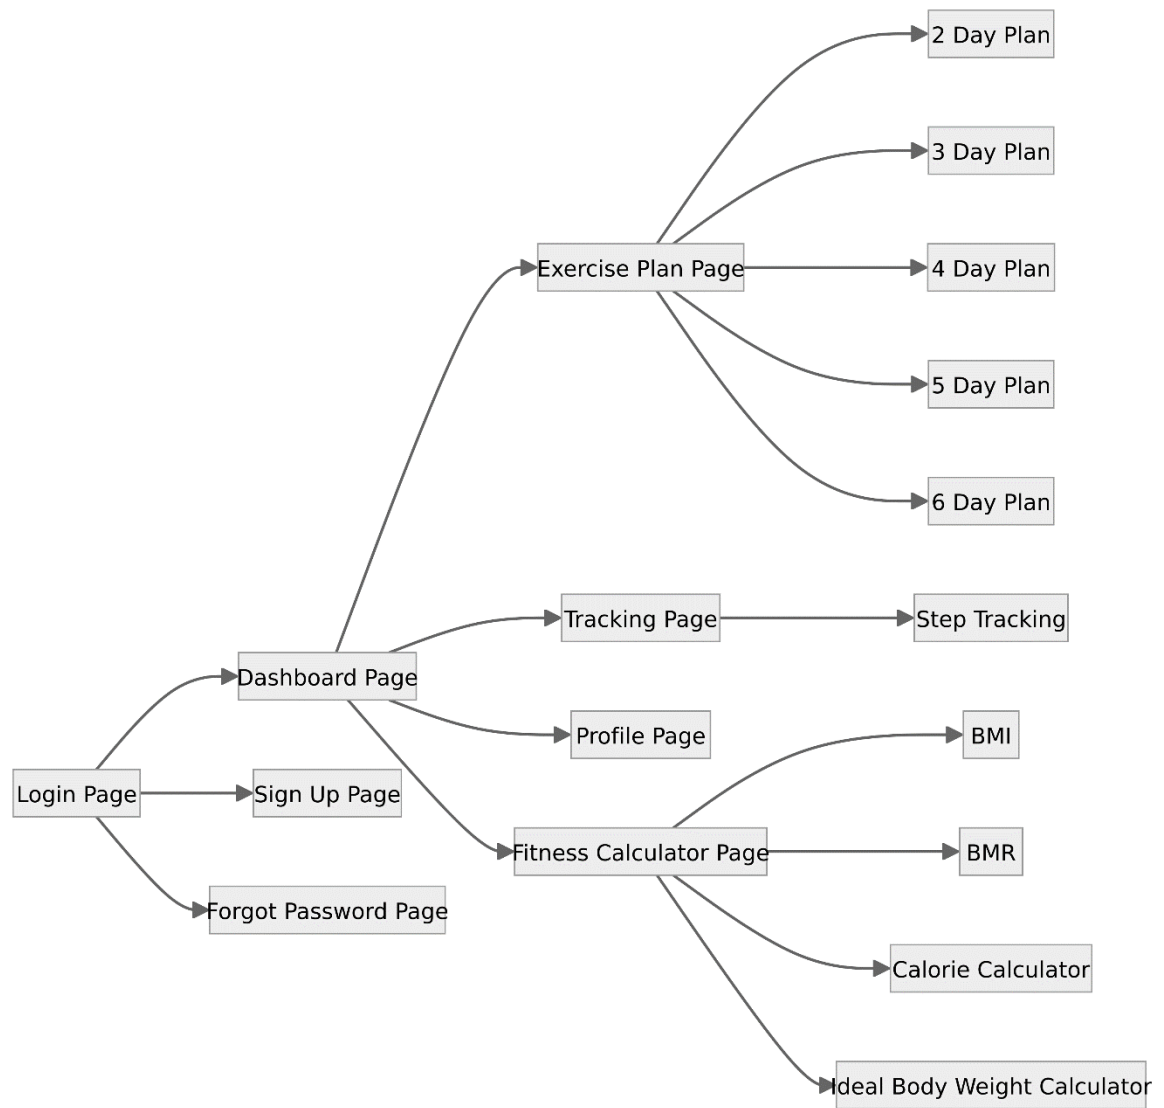 2 Day Plan
3 Day Plan
Exercise Plan Page
4 Day Plan
5 Day Plan
6 Day Plan
Tracking Page
Step Tracking
Dashboard Page
Profile Page
BMI
Login Page
Sign Up Page
Fitness Calculator Page
BMR
Forgot Password Page
Calorie Calculator
Ideal Body Weight Calculator